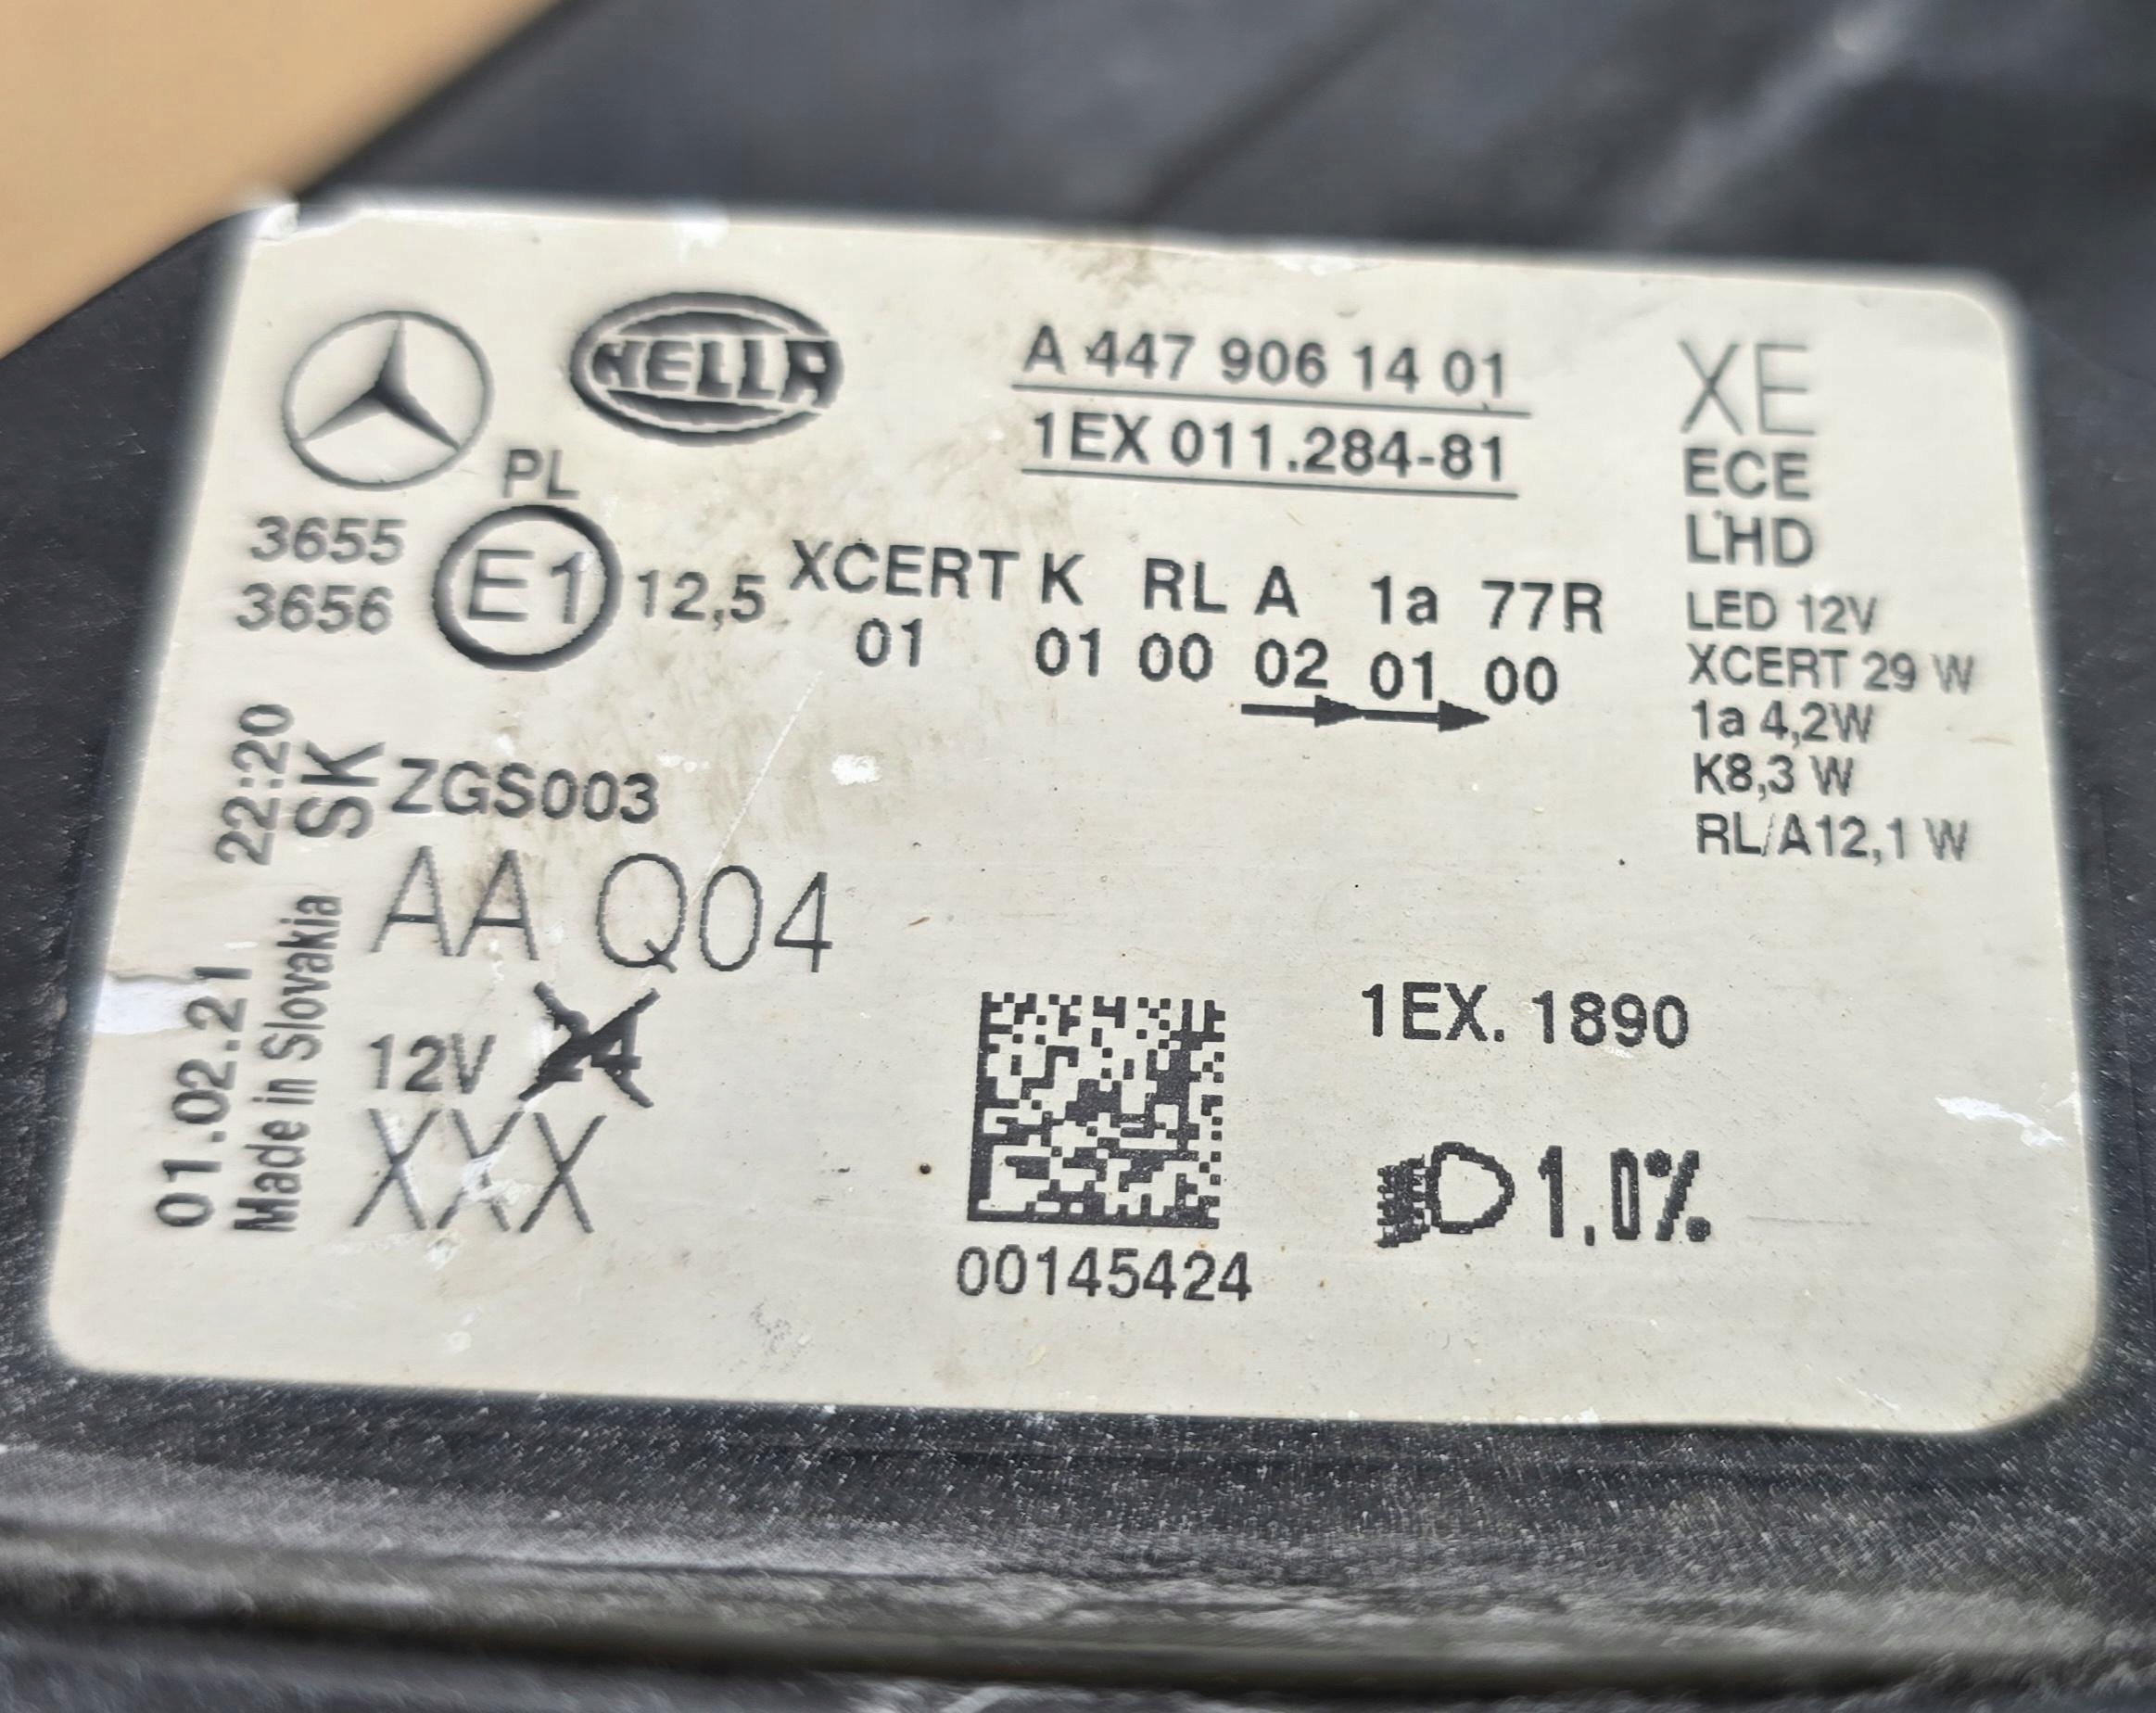 HELLA
A 447 906 14 01
1EX 011.284-81
XE
ECE
LHD
LED 12V
XCERT 29 W
1a 4,2W
K8,3 W
RL/A12,1 W
PL
3655
3656
E1
12,5
XCERT K RL A 1a 77R
01 01 00 02 01 00
22:20
SK
ZGS003
AA Q04
01.02.21
Made in Slovakia
12V 24
XXX
00145424
1EX. 1890
1,0%